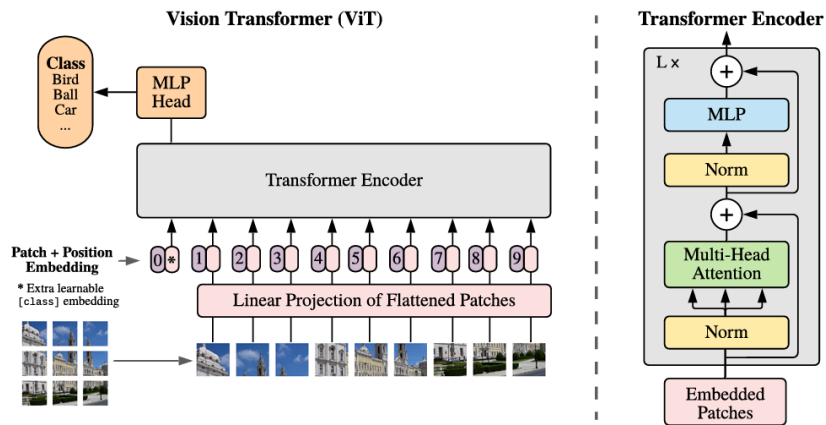 Vision Transformer (ViT)
Class
Bird
Ball
Car
...
MLP
Head
Transformer Encoder
Patch + Position
Embedding
0 * 1 2 3 4 5 6 7 8 9
* Extra learnable
[class] embedding
Linear Projection of Flattened Patches
Transformer Encoder
L ×
+
MLP
Norm
+
Multi-Head
Attention
Norm
Embedded
Patches